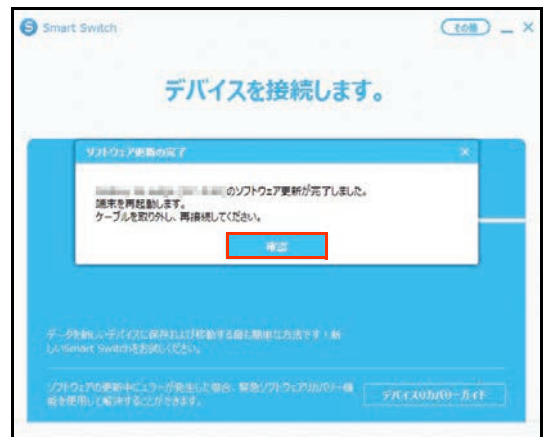 Smart Switch
その他
デバイスを接続します。
ソフトウェア更新の完了
のソフトウェア更新が完了しました。
端末を再起動します。
ケーブルを取り外し、再接続してください。
確認
データを新しいデバイスに保存および移動する最も簡単な方法です！新
しいSmart Switchをお試しください。
ソフトウェアの更新中にエラーが発生した場合、緊急ソフトウェアリカバリー機
能を使用して解決することができます。
デバイスリカバリーガイド